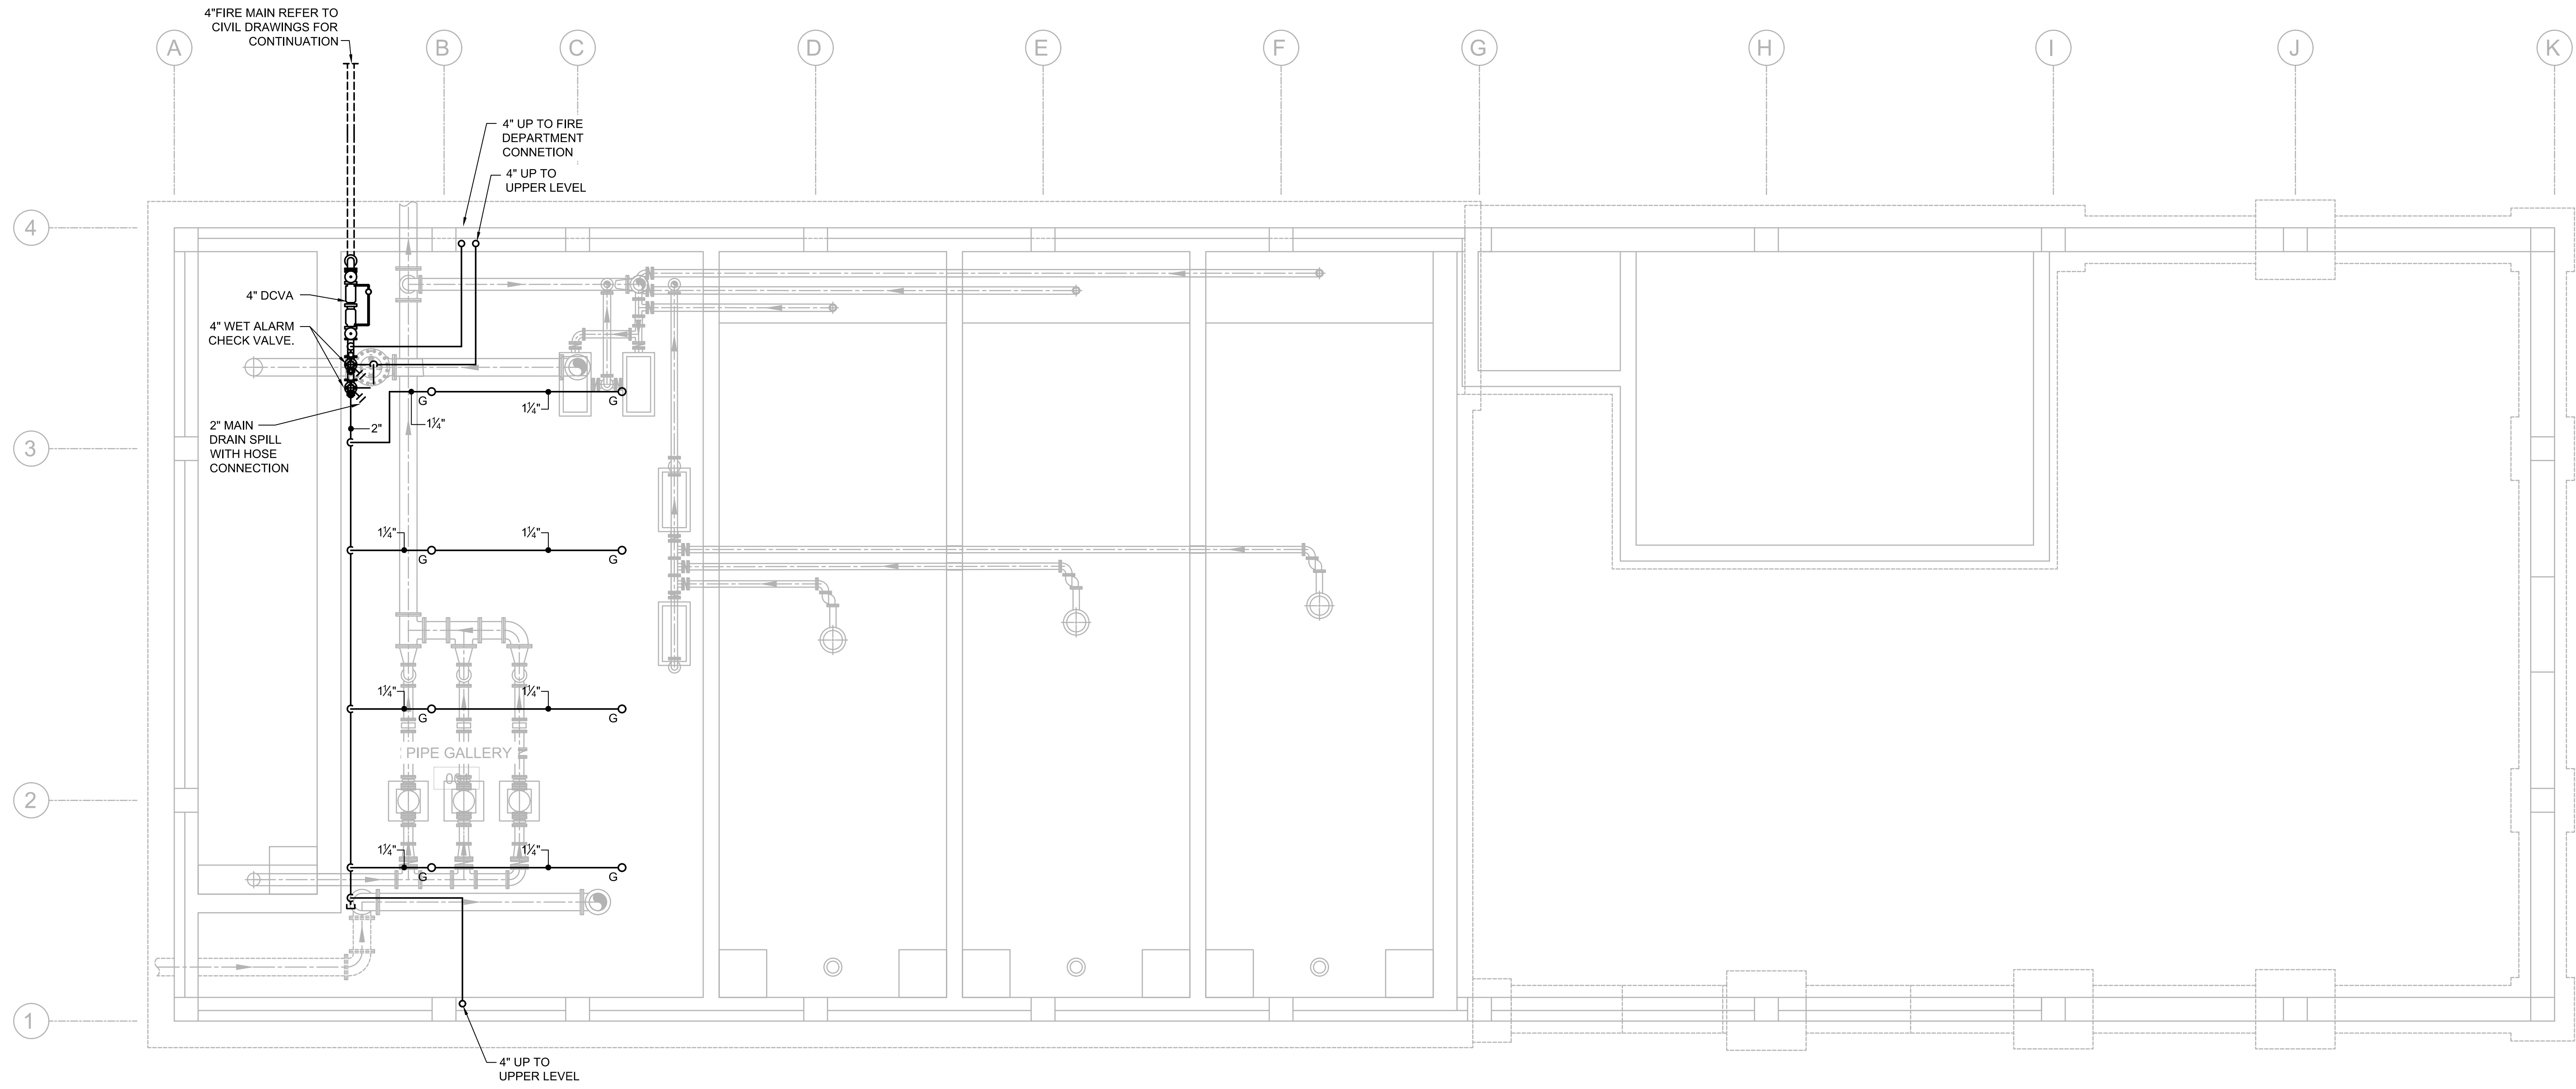 4"FIRE MAIN REFER TO
CIVIL DRAWINGS FOR
CONTINUATION
A
B
C
D
E
F
G
H
I
J
K
4" UP TO FIRE
DEPARTMENT
CONNETION
4" UP TO
UPPER LEVEL
4
4" DCVA
4" WET ALARM
CHECK VALVE.
G
1¼"
G
1¼"
2" MAIN
DRAIN SPILL
WITH HOSE
CONNECTION
2"
3
1¼"
1¼"
G
G
1¼"
1¼"
G
G
PIPE GALLERY
2
1¼"
1¼"
G
G
1
4" UP TO
UPPER LEVEL